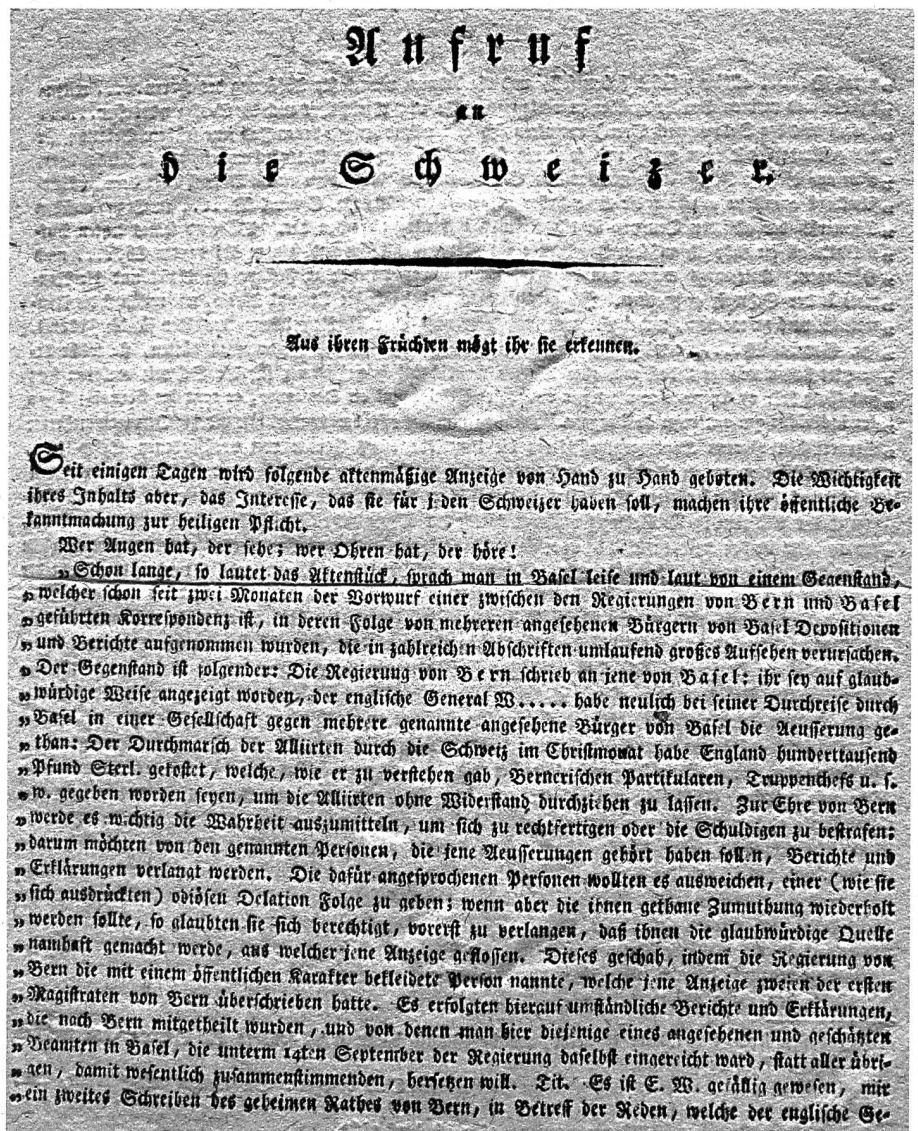 Aufruf
an
die Schweizer.
Aus ihren Früchten mögt ihr sie erkennen.
Seit einigen Tagen wird folgende aktenmäßige Anzeige von Hand zu Hand geboten. Die Wichtigkeit
ihres Inhalts aber, das Interesse, das sie für j den Schweizer haben soll, machen ihre öffentliche Be-
kanntmachung zur heiligen Pflicht.
Wer Augen hat, der sehe; wer Ohren hat, der höre!
„Schon lange, so lautet das Aktenstück, sprach man in Basel leise und laut von einem Gegenstand,
„welcher schon seit zwei Monaten der Vorwurf einer zwischen den Regierungen von Bern und Basel
„geführten Korrespondenz ist, in deren Folge von mehreren angesehenen Bürgern von Basel Depositionen
„und Berichte aufgenommen wurden, die in zahlreichen Abschriften umlaufend großes Aufsehen verursachen.
„Der Gegenstand ist folgender: Die Regierung von Bern schrieb an jene von Basel: ihr sey auf glaub-
„würdige Weise angezeigt worden, der englische General W..... habe neulich bei seiner Durchreise durch
„Basel in einer Gesellschaft gegen mehrere genannte angesehene Bürger von Basel die Aeusserung ge-
„than: Der Durchmarsch der Alliirten durch die Schweiz im Christmonat habe England hunderttausend
„Pfund Sterl. gekostet, welche, wie er zu verstehen gab, Bernerischen Partikularen, Truppenchefs u. s.
„w. gegeben worden seyen, um die Alliirten ohne Widerstand durchziehen zu lassen. Zur Ehre von Bern
„werde es wichtig die Wahrheit auszumitteln, um sich zu rechtfertigen oder die Schuldigen zu bestrafen;
„darum möchten von den genannten Personen, die jene Aeusserungen gehört haben sollen, Berichte und
„Erklärungen verlangt werden. Die dafür angesprochenen Personen wollten es ausweichen, einer (wie sie
„sich ausdrückten) odiösen Delation Folge zu geben; wenn aber die ihnen gethane Zumuthung wiederholt
„werden sollte, so glaubten sie sich berechtigt, vorerst zu verlangen, daß ihnen die glaubwürdige Quelle
„namhaft gemacht werde, aus welcher jene Anzeige geflossen. Dieses geschah, indem die Regierung von
„Bern die mit einem öffentlichen Karakter bekleidete Person nannte, welche jene Anzeige zweien der ersten
„Magistraten von Bern überschrieben hatte. Es erfolgten hierauf umständliche Berichte und Erklärungen,
„die nach Bern mitgetheilt wurden, und von denen man hier diejenige eines angesehenen und geschätzten
„Beamten in Basel, die unterm 14ten September der Regierung daselbst eingereicht ward, statt aller übri-
„gen, damit wesentlich zusammenstimmenden, hersetzen will. Tit. Es ist E. W. gefällig gewesen, mir
„ein zweites Schreiben des geheimen Rathes von Bern, in Betreff der Reden, welche der englische Ge-